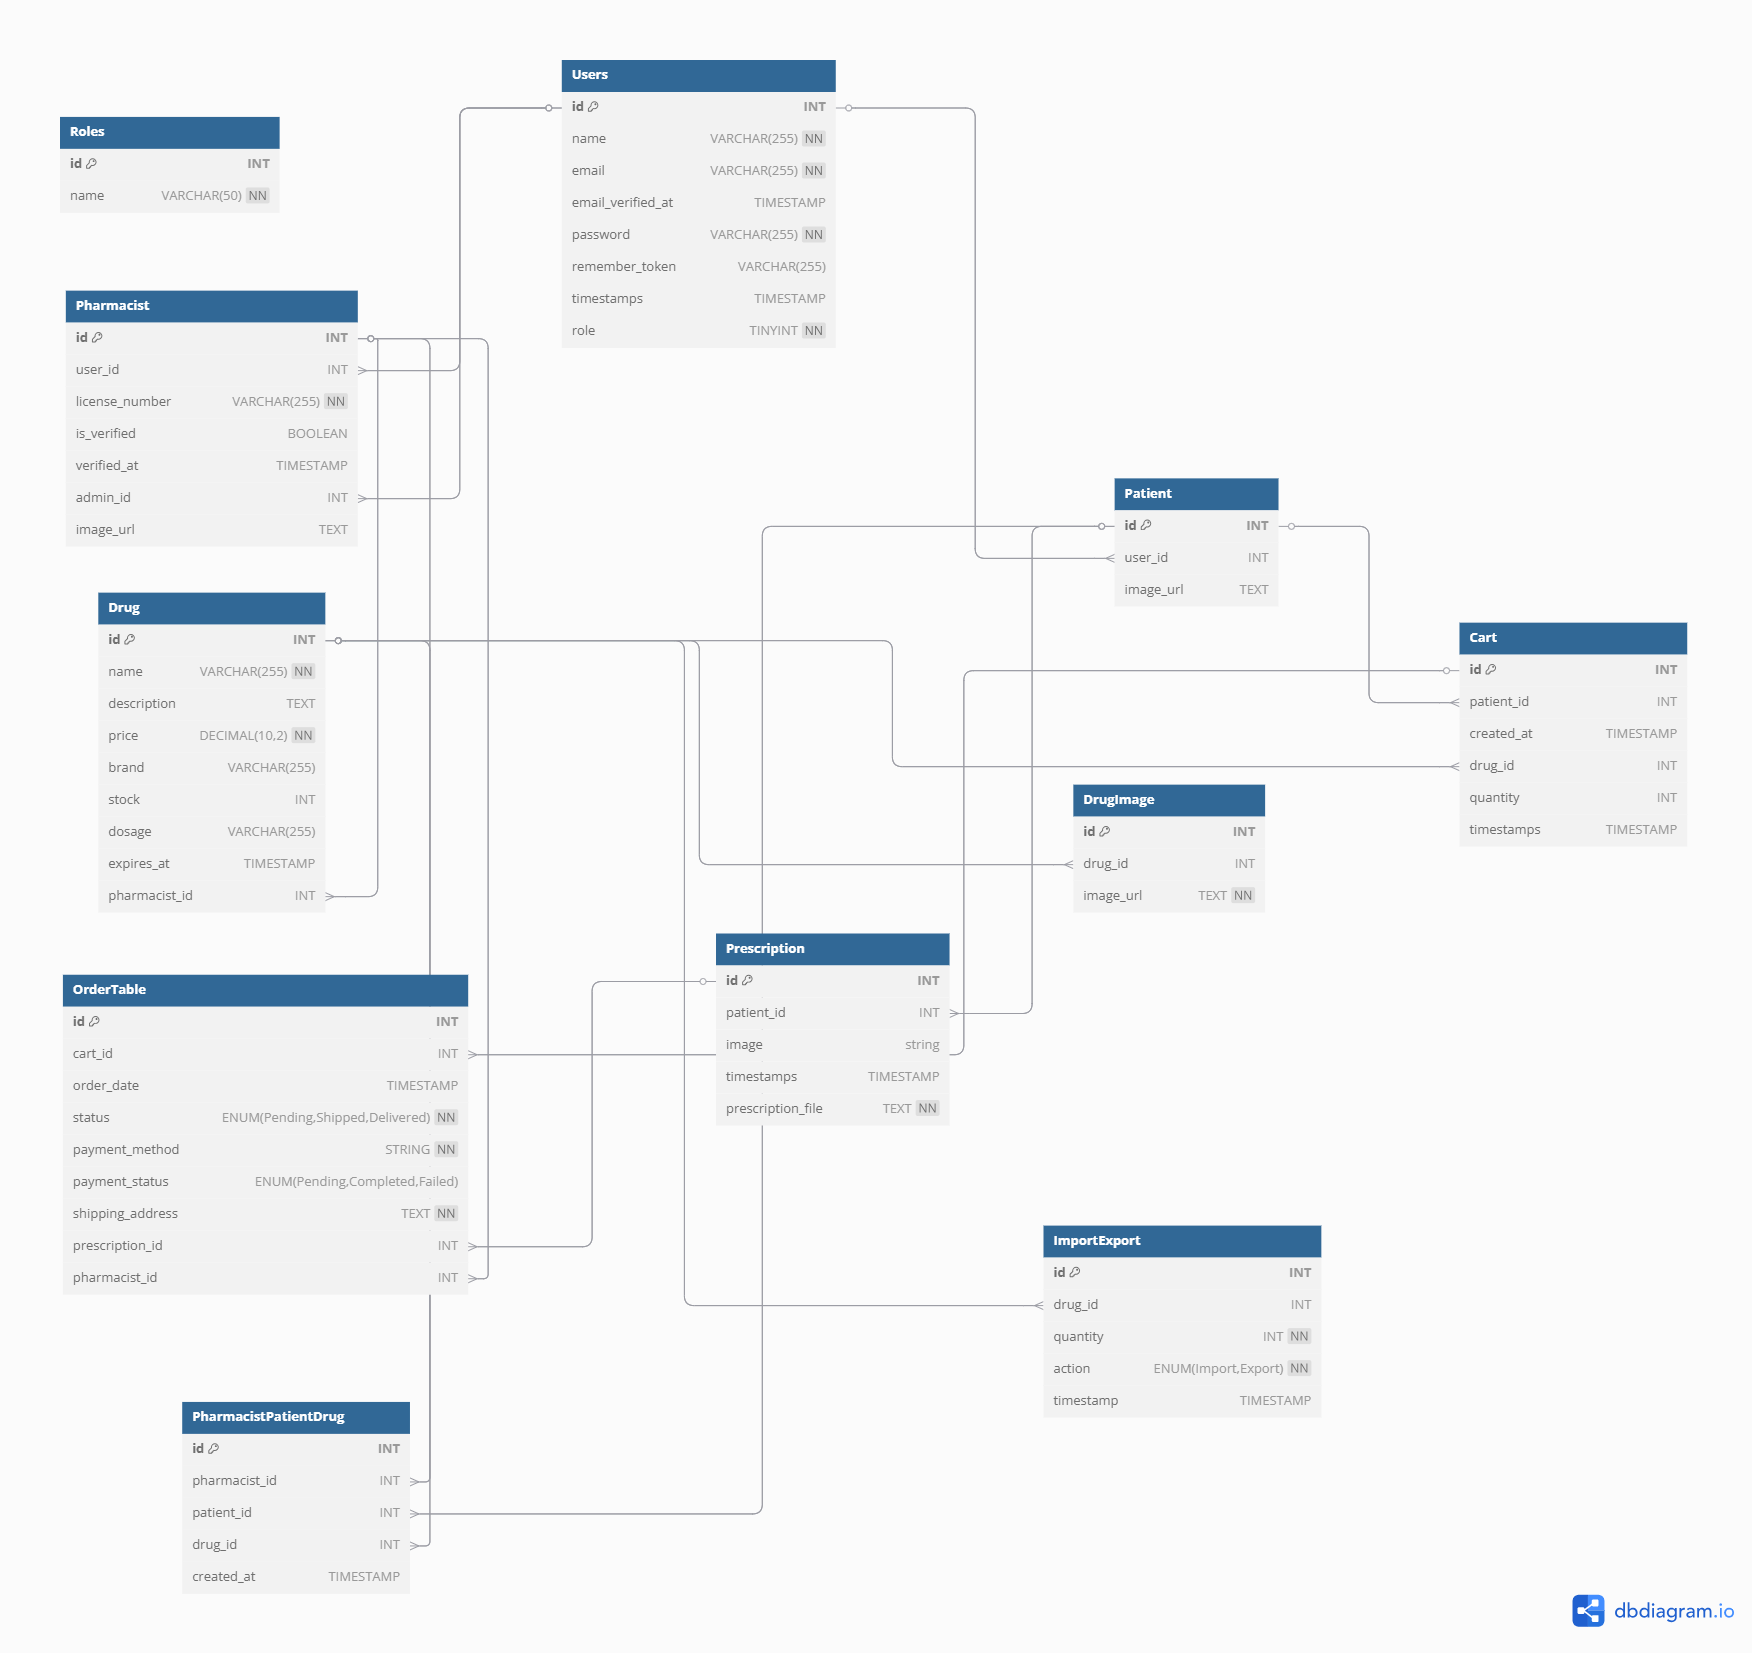 Users
id INT
name VARCHAR(255) NN
email VARCHAR(255) NN
email_verified_at TIMESTAMP
password VARCHAR(255) NN
remember_token VARCHAR(255)
timestamps TIMESTAMP
role TINYINT NN
Roles
id INT
name VARCHAR(50) NN
Pharmacist
id INT
user_id INT
license_number VARCHAR(255) NN
is_verified BOOLEAN
verified_at TIMESTAMP
admin_id INT
image_url TEXT
Patient
id INT
user_id INT
image_url TEXT
Drug
id INT
name VARCHAR(255) NN
description TEXT
price DECIMAL(10,2) NN
brand VARCHAR(255)
stock INT
dosage VARCHAR(255)
expires_at TIMESTAMP
pharmacist_id INT
Cart
id INT
patient_id INT
created_at TIMESTAMP
drug_id INT
quantity INT
timestamps TIMESTAMP
DrugImage
id INT
drug_id INT
image_url TEXT NN
Prescription
id INT
patient_id INT
image string
timestamps TIMESTAMP
prescription_file TEXT NN
OrderTable
id INT
cart_id INT
order_date TIMESTAMP
status ENUM(Pending,Shipped,Delivered) NN
payment_method STRING NN
payment_status ENUM(Pending,Completed,Failed)
shipping_address TEXT NN
prescription_id INT
pharmacist_id INT
ImportExport
id INT
drug_id INT
quantity INT NN
action ENUM(Import,Export) NN
timestamp TIMESTAMP
PharmacistPatientDrug
id INT
pharmacist_id INT
patient_id INT
drug_id INT
created_at TIMESTAMP
dbdiagram.io